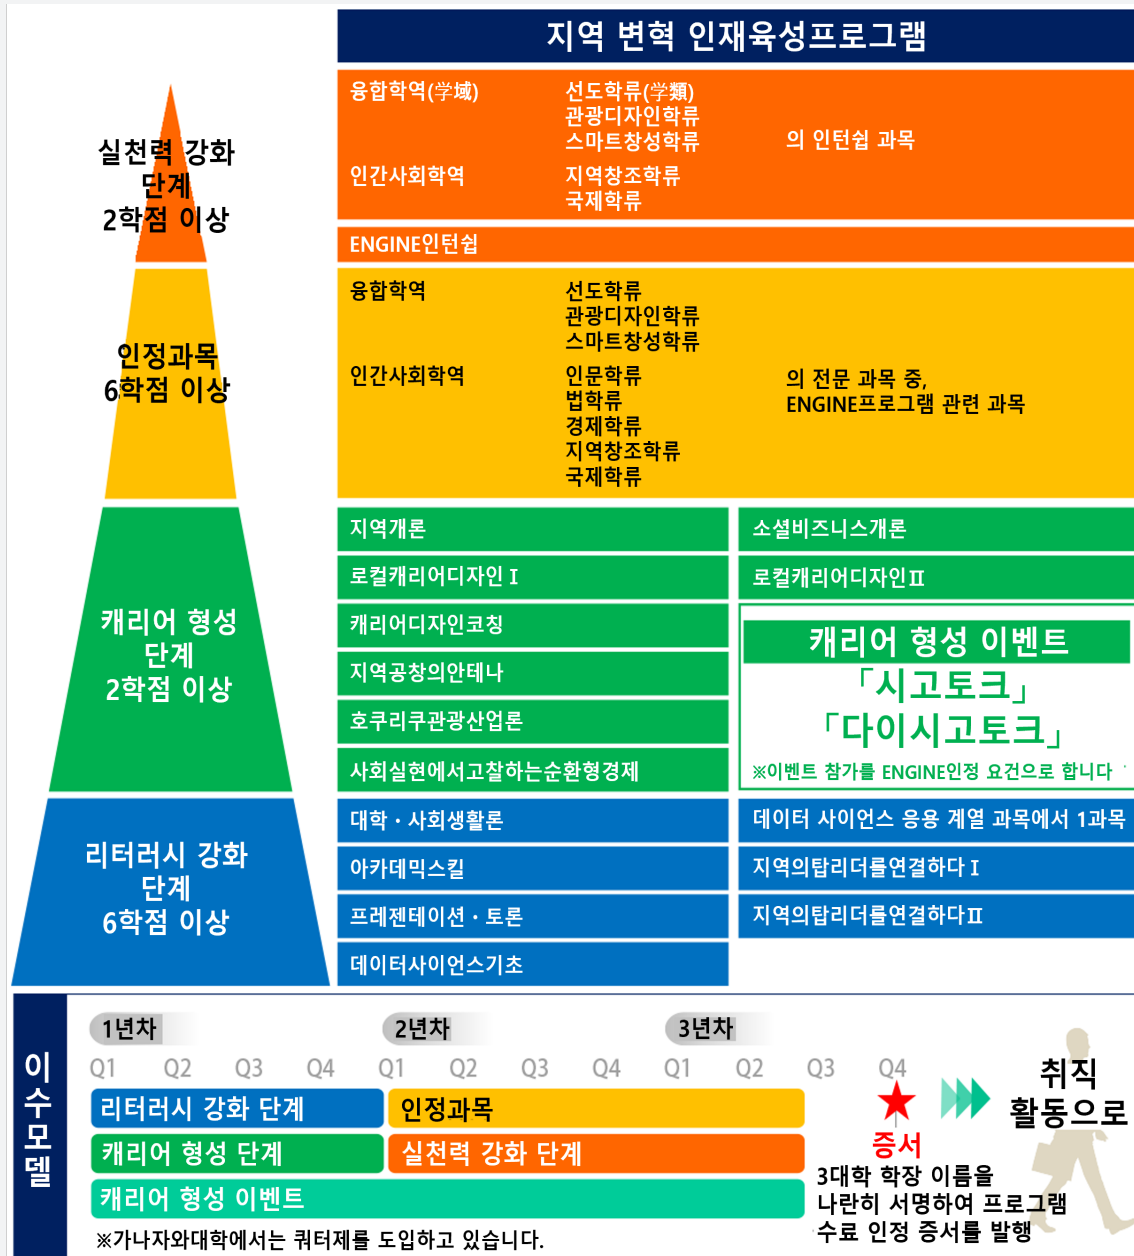 지역 변혁 인재육성프로그램
실천력 강화
단계
2학점 이상
융합학역(学域)
선도학류(学類)
관광디자인학류
스마트창성학류
인간사회학역
지역창조학류
국제학류
의 인턴쉽 과목
ENGINE인턴쉽
인정과목
6학점 이상
융합학역
선도학류
관광디자인학류
스마트창성학류
인간사회학역
인문학류
법학류
경제학류
지역창조학류
국제학류
의 전문 과목 중,
ENGINE프로그램 관련 과목
캐리어 형성
단계
2학점 이상
지역개론
소셜비즈니스개론
로컬캐리어디자인Ⅰ
로컬캐리어디자인Ⅱ
캐리어디자인코칭
지역공창의안테나
호쿠리쿠관광산업론
사회실현에서고찰하는순환형경제
캐리어 형성 이벤트
「시고토크」
「다이시고토크」
※이벤트 참가를 ENGINE인정 요건으로 합니다
리터러시 강화
단계
6학점 이상
대학・사회생활론
데이터 사이언스 응용 계열 과목에서 1과목
아카데믹스킬
지역의탑리더를연결하다Ⅰ
프레젠테이션・토론
지역의탑리더를연결하다Ⅱ
데이터사이언스기초
이수모델
1년차
2년차
3년차
Q1 Q2 Q3 Q4 Q1 Q2 Q3 Q4 Q1 Q2 Q3 Q4
리터러시 강화 단계
인정과목
캐리어 형성 단계
실천력 강화 단계
캐리어 형성 이벤트
※가나자와대학에서는 쿼터제를 도입하고 있습니다.
증서
3대학 학장 이름을
나란히 서명하여 프로그램
수료 인정 증서를 발행
취직
활동으로